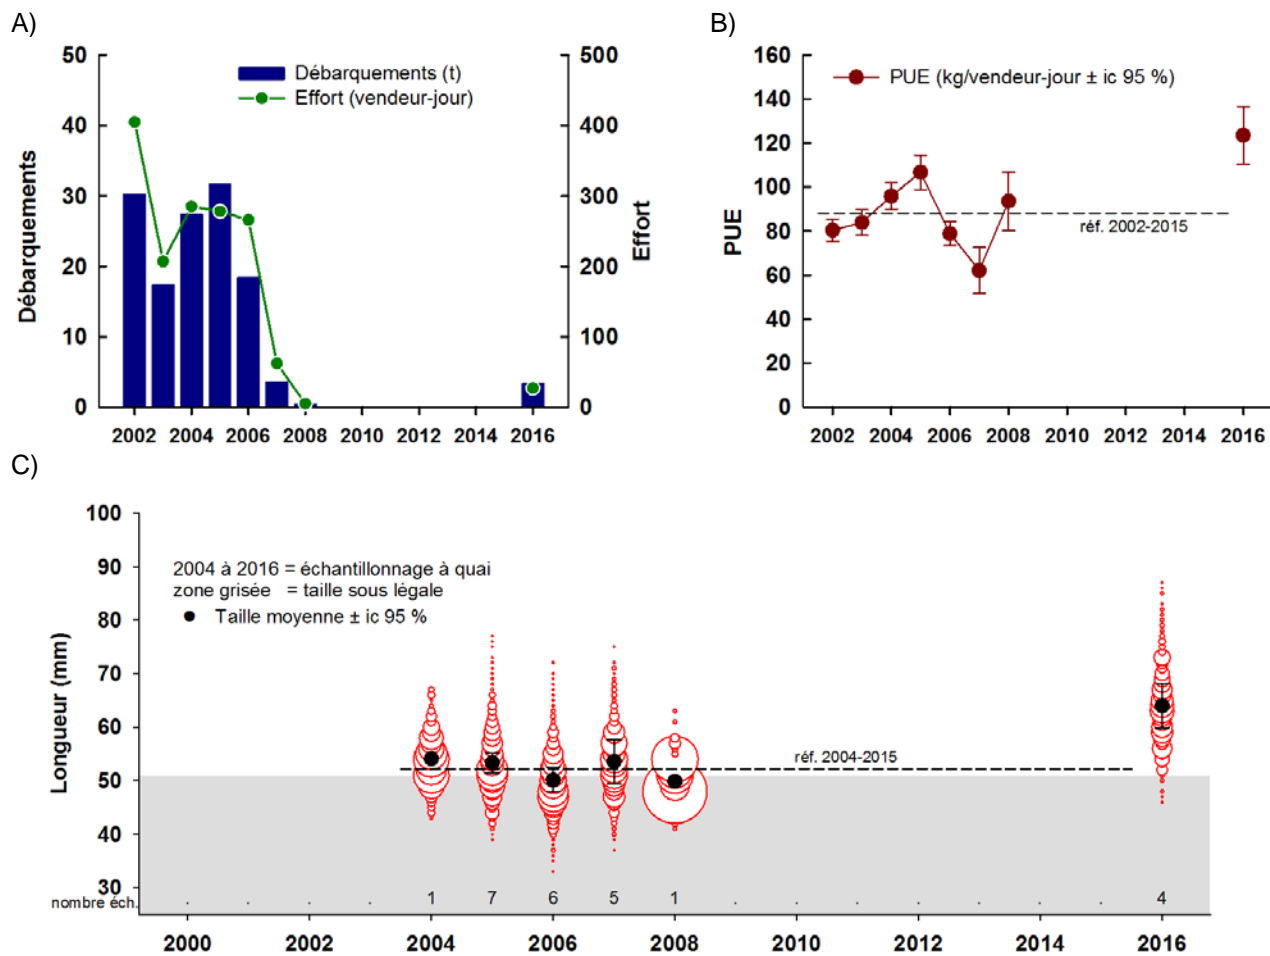 A)
50
40
30
20
10
0
Débarquements
Débarquements (t)
Effort (vendeur-jour)
500
400
300
200
100
0
Effort
2002 2004 2006 2008 2010 2012 2014 2016
B)
160
140
120
100
80
60
40
20
0
PUE
PUE (kg/vendeur-jour ± ic 95 %)
réf. 2002-2015
2002 2004 2006 2008 2010 2012 2014 2016
C)
100
90
80
70
60
50
40
30
Longueur (mm)
2004 à 2016 = échantillonnage à quai
zone grisée = taille sous légale
Taille moyenne ± ic 95 %
réf. 2004-2015
nombre éch. . . . . 1 7 6 5 1 . . . . . . . 4
2000 2002 2004 2006 2008 2010 2012 2014 2016